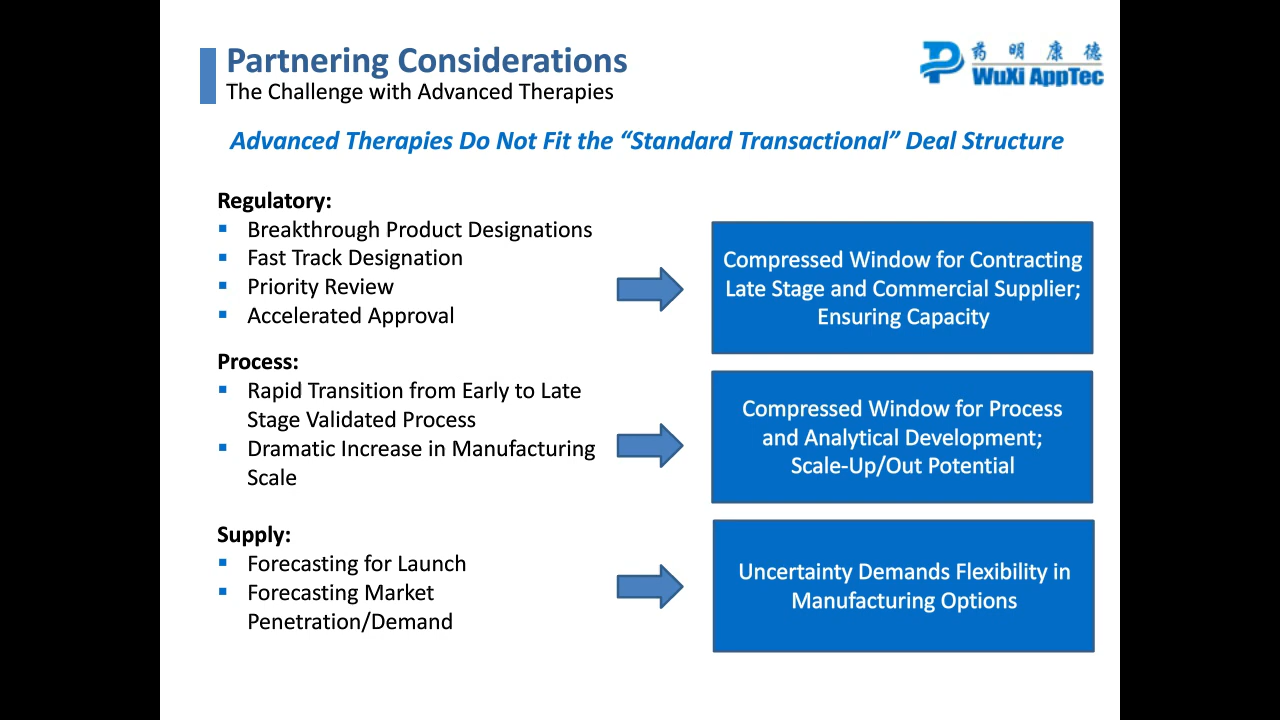 Partnering Considerations
The Challenge with Advanced Therapies
药明康德
WuXi AppTec
Advanced Therapies Do Not Fit the “Standard Transactional” Deal Structure
Regulatory:
▪ Breakthrough Product Designations
▪ Fast Track Designation
▪ Priority Review
▪ Accelerated Approval
Compressed Window for Contracting
Late Stage and Commercial Supplier;
Ensuring Capacity
Process:
▪ Rapid Transition from Early to Late
Stage Validated Process
▪ Dramatic Increase in Manufacturing
Scale
Compressed Window for Process
and Analytical Development;
Scale-Up/Out Potential
Supply:
▪ Forecasting for Launch
▪ Forecasting Market
Penetration/Demand
Uncertainty Demands Flexibility in
Manufacturing Options